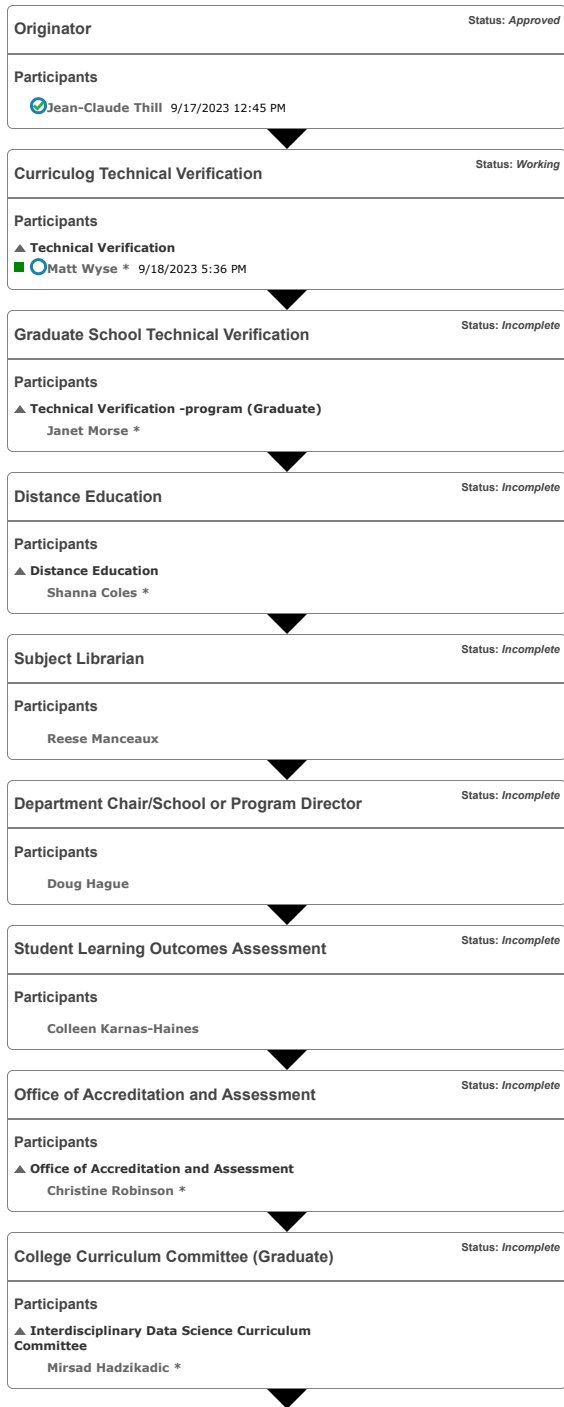 Originator
Status: Approved
Participants
Jean-Claude Thill 9/17/2023 12:45 PM
Curriculog Technical Verification
Status: Working
Participants
Technical Verification
Matt Wyse * 9/18/2023 5:36 PM
Graduate School Technical Verification
Status: Incomplete
Participants
Technical Verification -program (Graduate)
Janet Morse *
Distance Education
Status: Incomplete
Participants
Distance Education
Shanna Coles *
Subject Librarian
Status: Incomplete
Participants
Reese Manceaux
Department Chair/School or Program Director
Status: Incomplete
Participants
Doug Hague
Student Learning Outcomes Assessment
Status: Incomplete
Participants
Colleen Karnas-Haines
Office of Accreditation and Assessment
Status: Incomplete
Participants
Office of Accreditation and Assessment
Christine Robinson *
College Curriculum Committee (Graduate)
Status: Incomplete
Participants
Interdisciplinary Data Science Curriculum
Committee
Mirsad Hadzikadic *